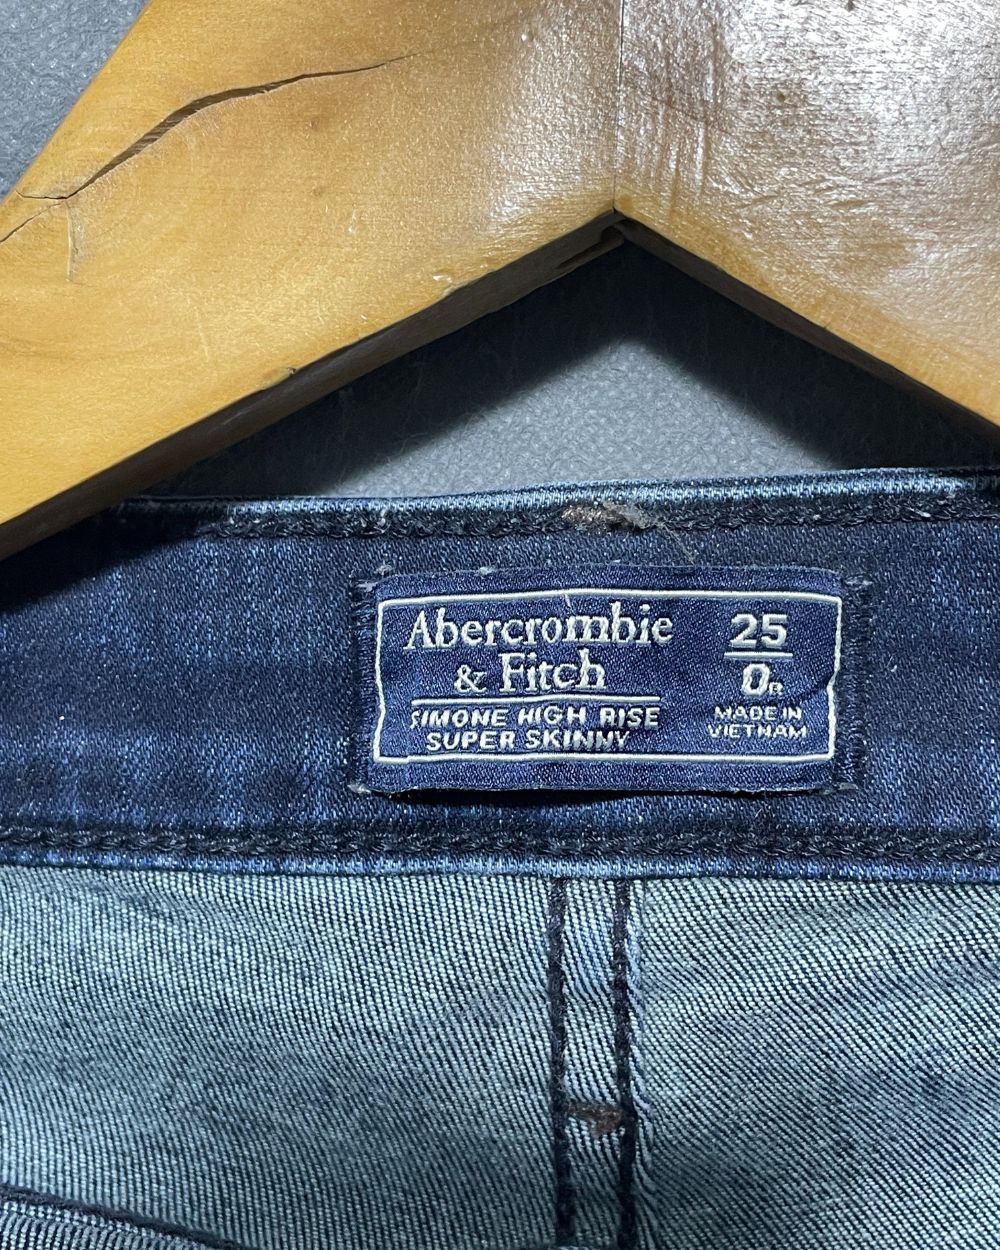 Abercrombie
& Fitch
SIMONE HIGH RISE
SUPER SKINNY
25
0R
MADE IN
VIETNAM